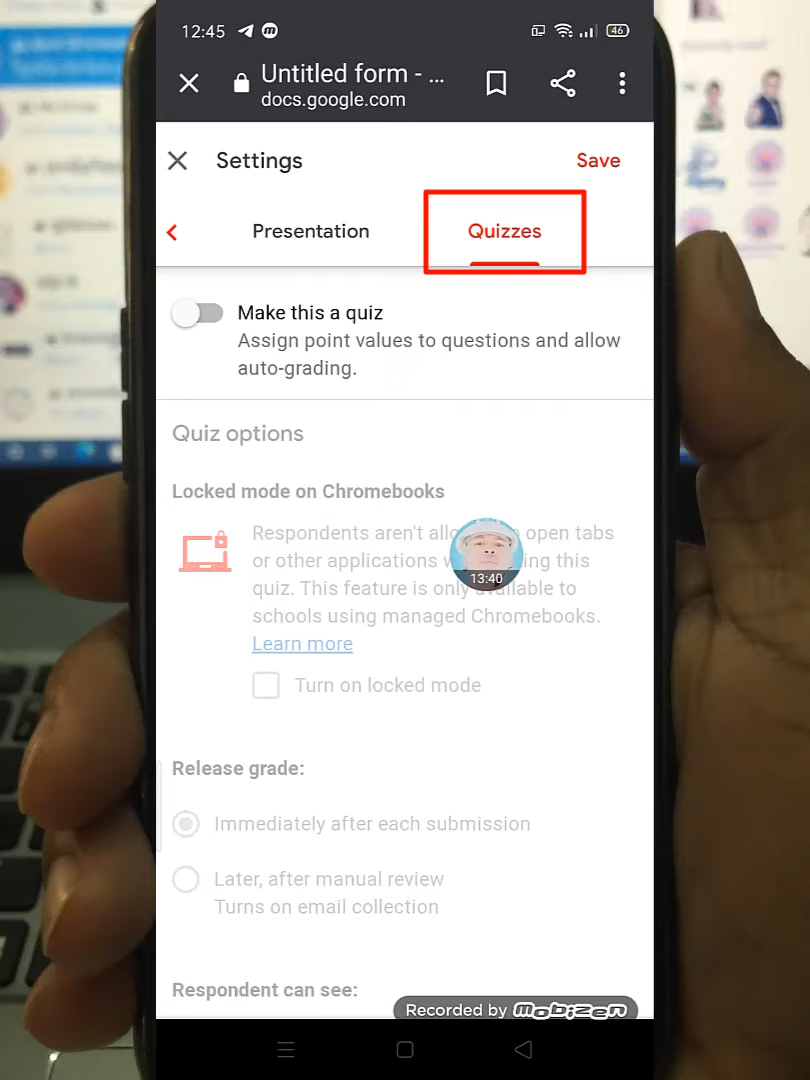 12:45
46
Untitled form - ...
docs.google.com
Settings
Save
Presentation
Quizzes
Make this a quiz
Assign point values to questions and allow
auto-grading.
Quiz options
Locked mode on Chromebooks
Respondents aren't open tabs
or other applications this
quiz. This feature is only available to
schools using managed Chromebooks.
Learn more
13:40
Turn on locked mode
Release grade:
Immediately after each submission
Later, after manual review
Turns on email collection
Respondent can see:
Recorded by mobizen